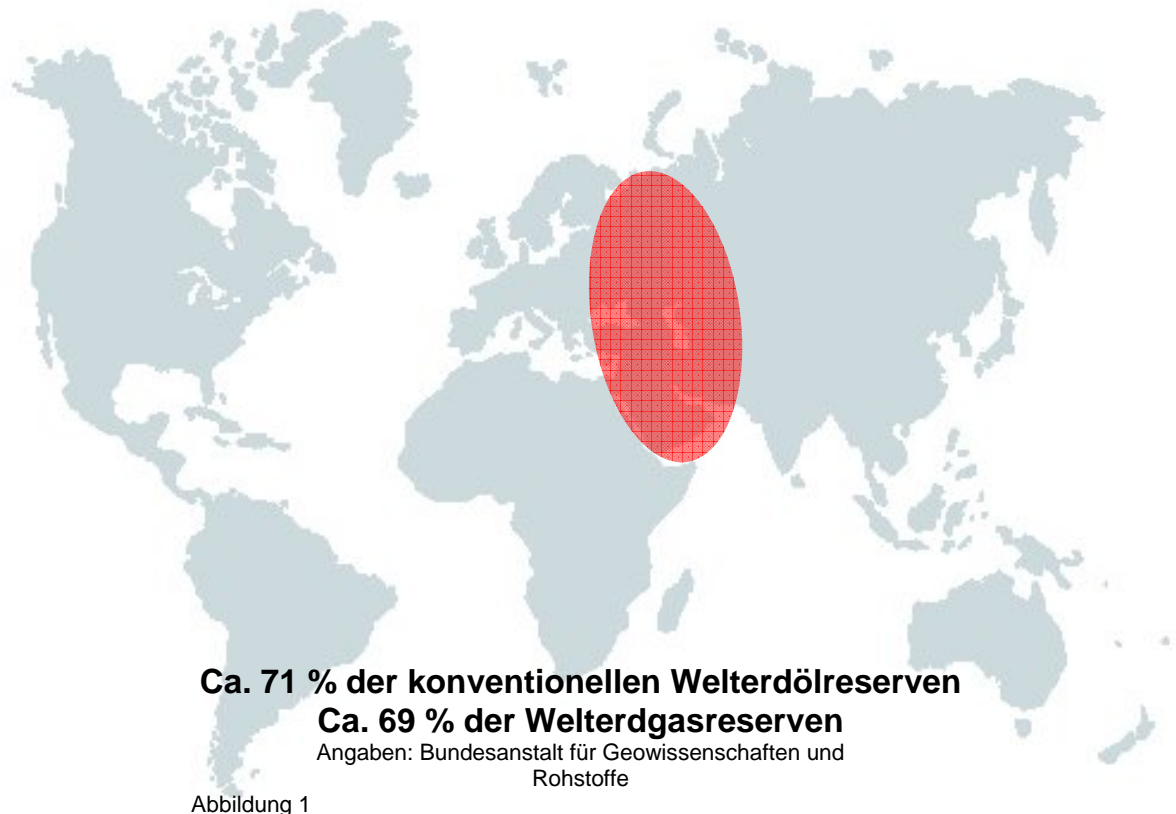 Ca. 71 % der konventionellen Welterdölreserven
Ca. 69 % der Welterdgasreserven
Angaben: Bundesanstalt für Geowissenschaften und
Rohstoffe
Abbildung 1